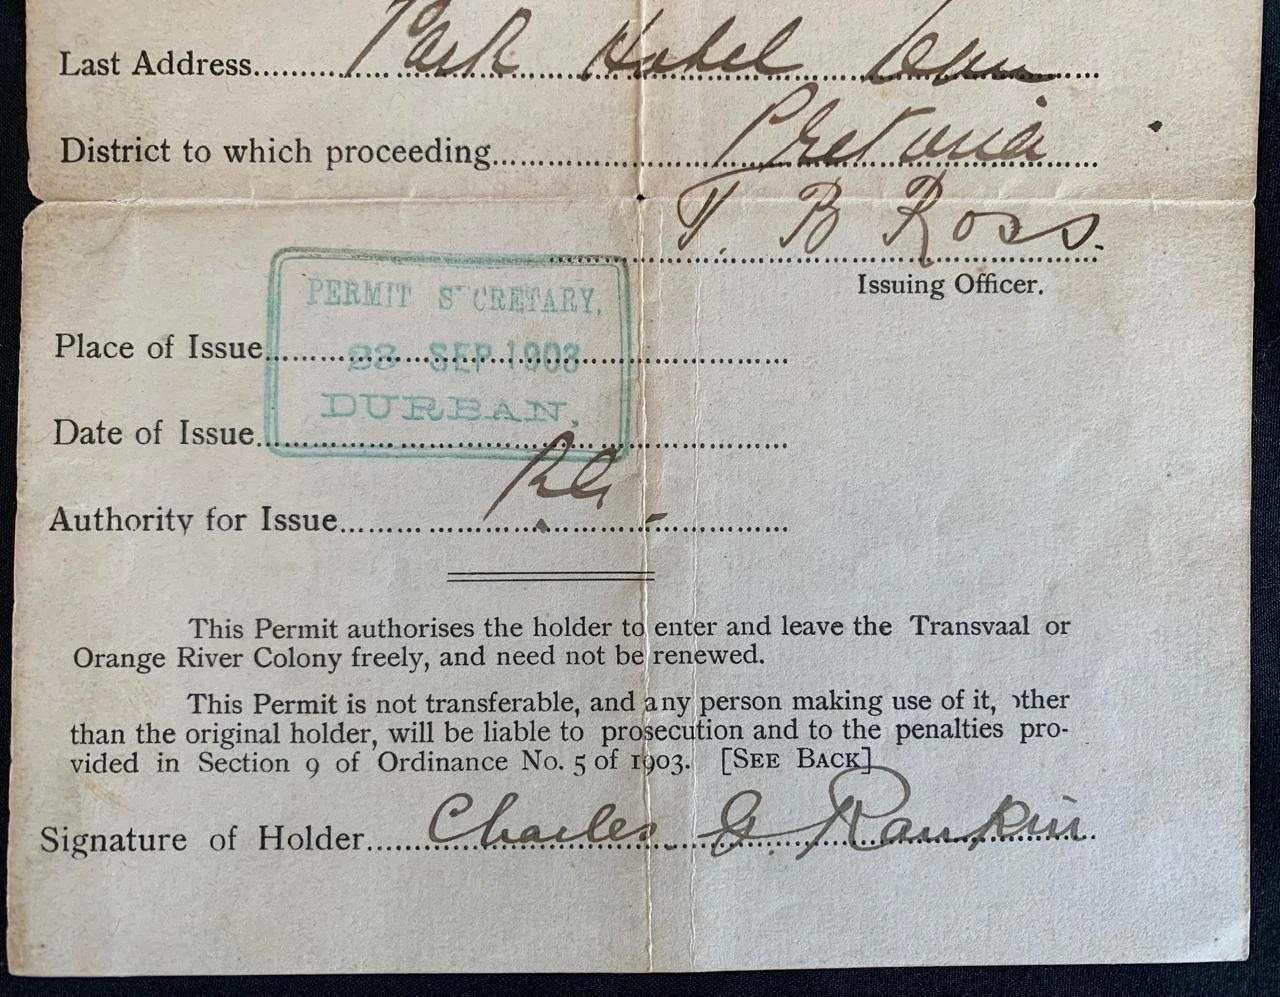 Last Address Park Hotel
District to which proceeding Pretoria
T. B Ross.
Issuing Officer.
PERMIT SECRETARY,
Place of Issue
23 SEP 1903
DURBAN,
Date of Issue
Authority for Issue
This Permit authorises the holder to enter and leave the Transvaal or
Orange River Colony freely, and need not be renewed.
This Permit is not transferable, and any person making use of it, other
than the original holder, will be liable to prosecution and to the penalties pro-
vided in Section 9 of Ordinance No. 5 of 1903. [SEE BACK]
Signature of Holder Charles G. Rankin